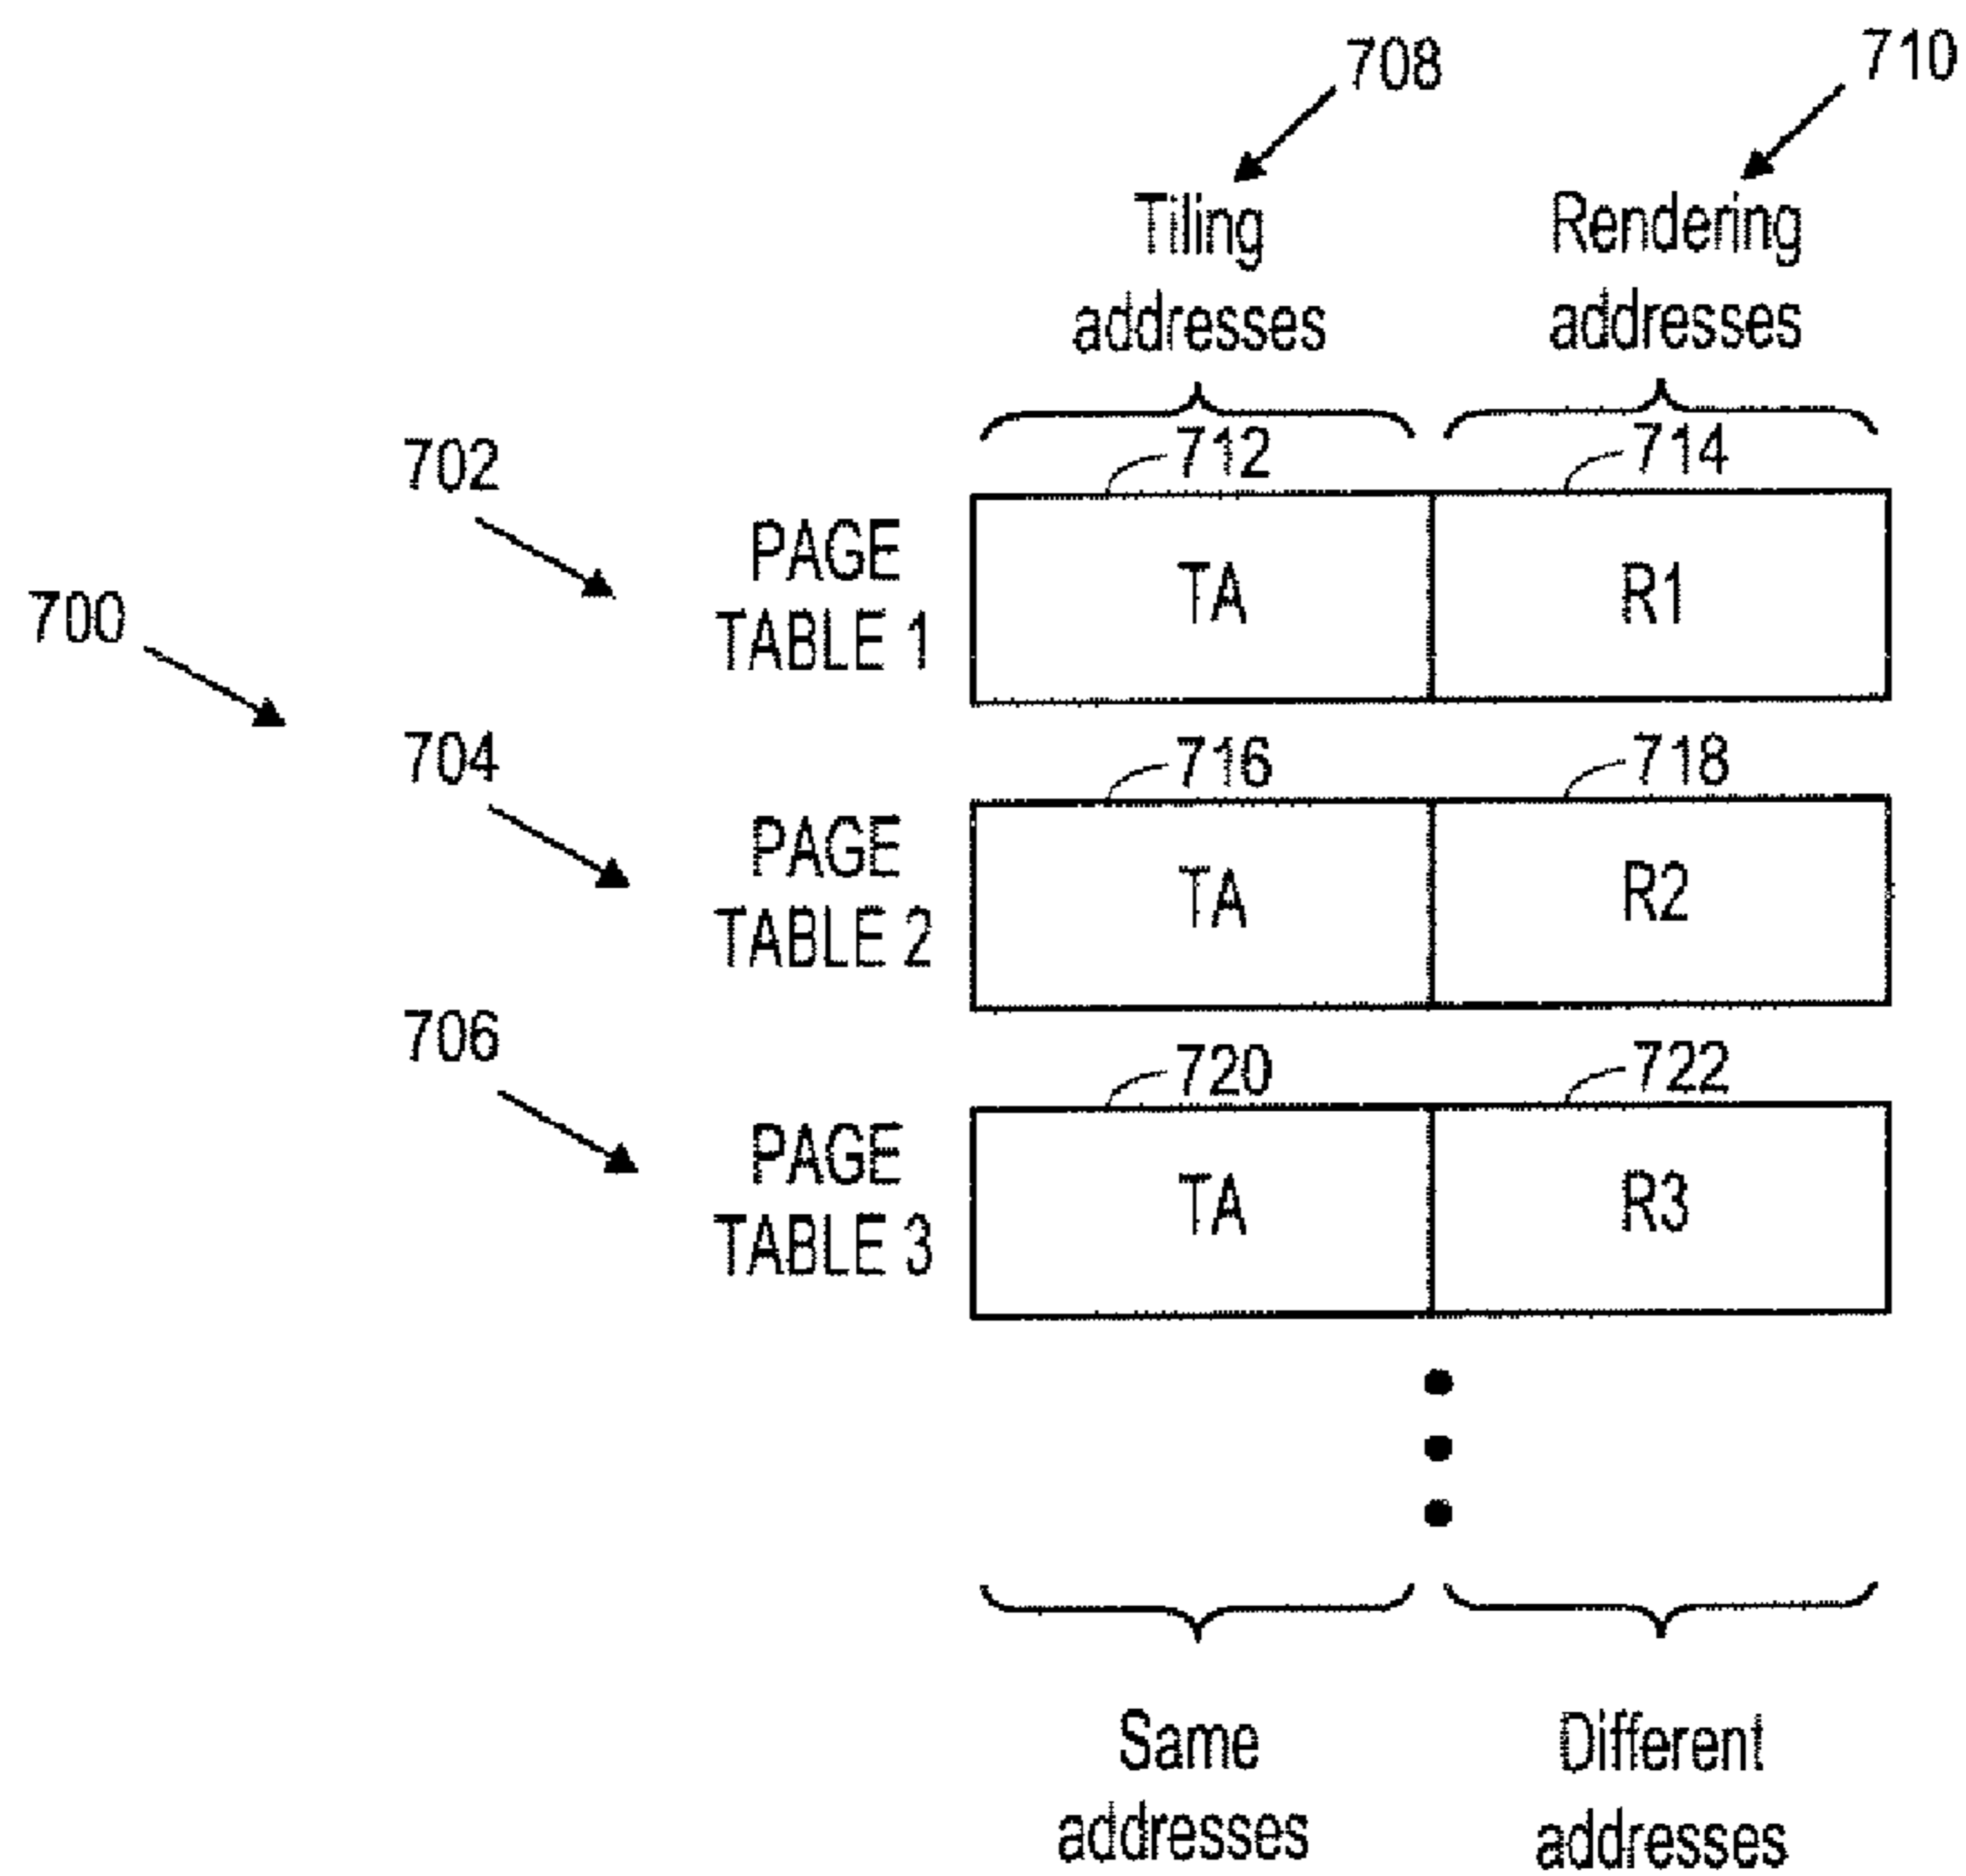 708
710
Tiling
addresses
Rendering
addresses
702
712
714
PAGE
TABLE 1
TA
R1
700
704
716
718
PAGE
TABLE 2
TA
R2
706
720
722
PAGE
TABLE 3
TA
R3
Same
addresses
Different
addresses